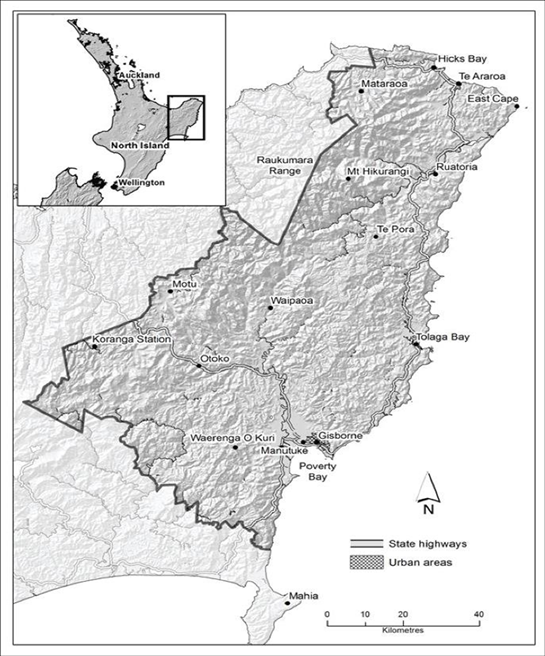 Auckland
North Island
Wellington
Hicks Bay
Mataraoa
Te Araroa
East Cape
Raukumara
Range
Mt Hikurangi
Ruatoria
Te Pora
Motu
Waipaoa
Koranga Station
Tolaga Bay
Otoko
Waerenga O Kuri
Gisborne
Manutuke
Poverty
Bay
N
State highways
Urban areas
Mahia
0 10 20 40
Kilometres